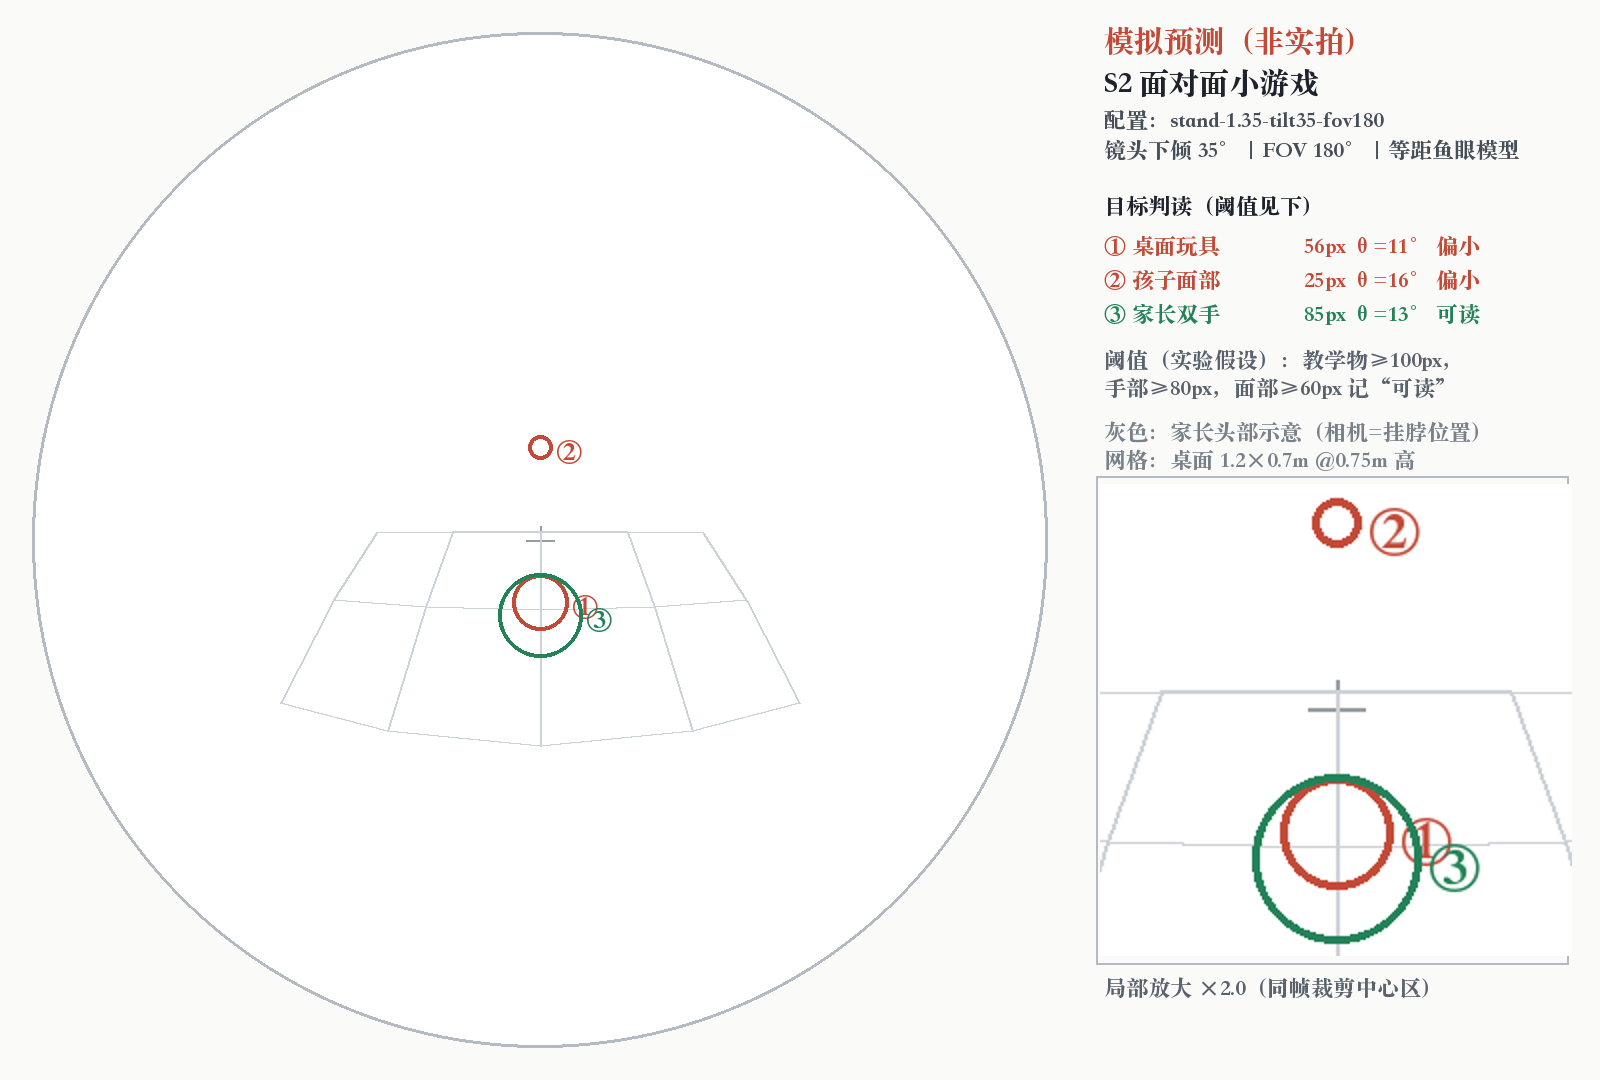 模拟预测（非实拍）
S2 面对面小游戏
配置：stand-1.35-tilt35-fov180
镜头下倾 35° ｜FOV 180° ｜等距鱼眼模型
目标判读（阈值见下）
① 桌面玩具 56px θ=11° 偏小
② 孩子面部 25px θ=16° 偏小
③ 家长双手 85px θ=13° 可读
阈值（实验假设）：教学物≥100px，
手部≥80px，面部≥60px 记“可读”
灰色：家长头部示意（相机=挂脖位置）
网格：桌面 1.2×0.7m @0.75m 高
②
①
③
②
①
③
局部放大 ×2.0（同帧裁剪中心区）